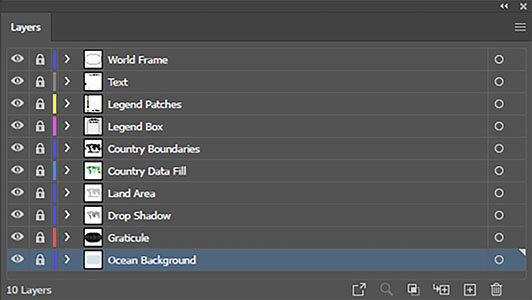 Layers
World Frame
Text
Legend Patches
Legend Box
Country Boundaries
Country Data Fill
Land Area
Drop Shadow
Graticule
Ocean Background
10 Layers